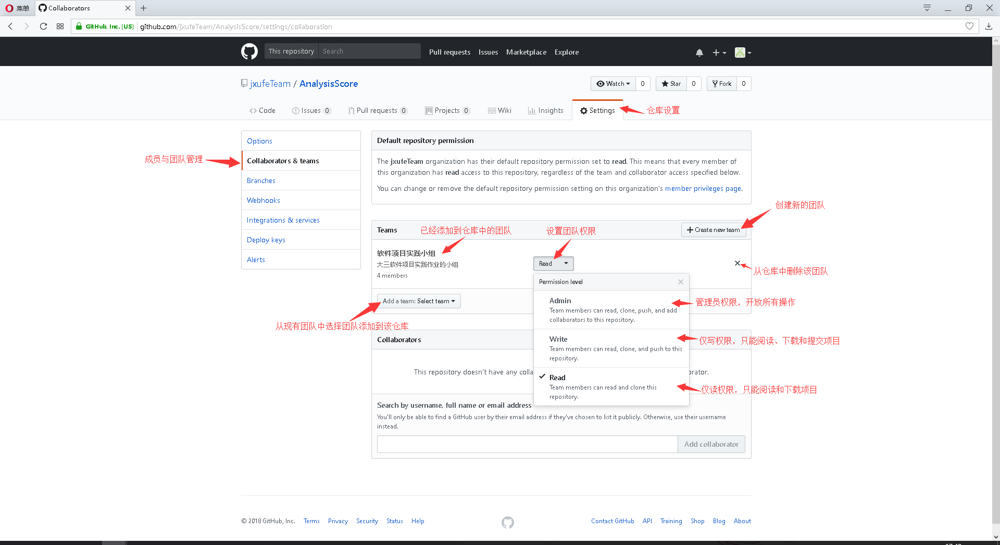 菜单
Collaborators
GitHub, Inc. [US]
github.com/jxufeTeam/AnalysisScore/settings/collaboration
This repository
Search
Pull requests
Issues
Marketplace
Explore
jxufeTeam / AnalysisScore
Watch
0
Star
0
Fork
0
Code
Issues 0
Pull requests 0
Projects 0
Wiki
Insights
Settings
仓库设置
Options
Collaborators & teams
Branches
Webhooks
Integrations & services
Deploy keys
Alerts
成员与团队管理
Default repository permission
The jxufeTeam organization has their default repository permission set to read. This means that every member of
this organization has read access to this repository, regardless of the team and collaborator access specified below.
You can change or remove the default repository permission setting on this organization's member privileges page.
创建新的团队
Teams
已经添加到仓库中的团队
设置团队权限
Create new team
软件项目实践小组
大三软件项目实践作业的小组
4 members
Read
从仓库中删除该团队
Permission level
Admin
Team members can read, clone, push, and add
collaborators to this repository.
管理员权限，开放所有操作
Write
Team members can read, clone, and push to this
repository.
仅写权限，只能阅读、下载和提交项目
Read
Team members can read and clone this
repository.
仅读权限，只能阅读和下载项目
Add a team: Select team
从现有团队中选择团队添加到该仓库
Collaborators
This repository doesn't have any colla
orator.
Search by username, full name or email address
You'll only be able to find a GitHub user by their email address if they've chosen to list it publicly. Otherwise, use their username
instead.
Add collaborator
© 2018 GitHub, Inc.
Terms
Privacy
Security
Status
Help
Contact GitHub
API
Training
Shop
Blog
About